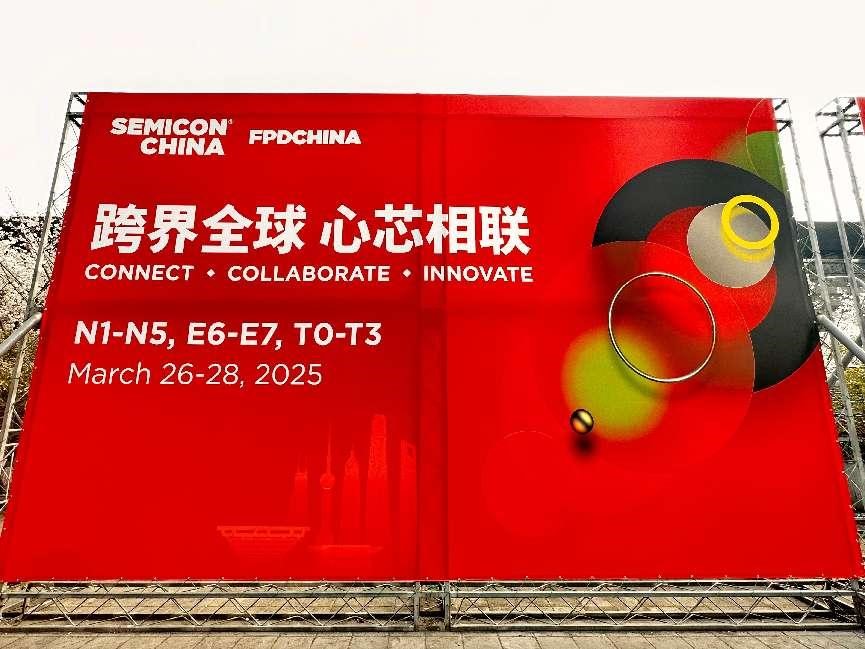 SEMICON®
CHINA
FPDCHINA
跨界全球 心芯相联
CONNECT • COLLABORATE • INNOVATE
N1-N5, E6-E7, T0-T3
March 26-28, 2025